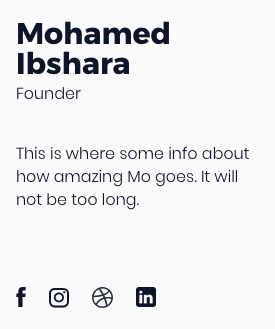 Mohamed
Ibshara
Founder
This is where some info about
how amazing Mo goes. It will
not be too long.